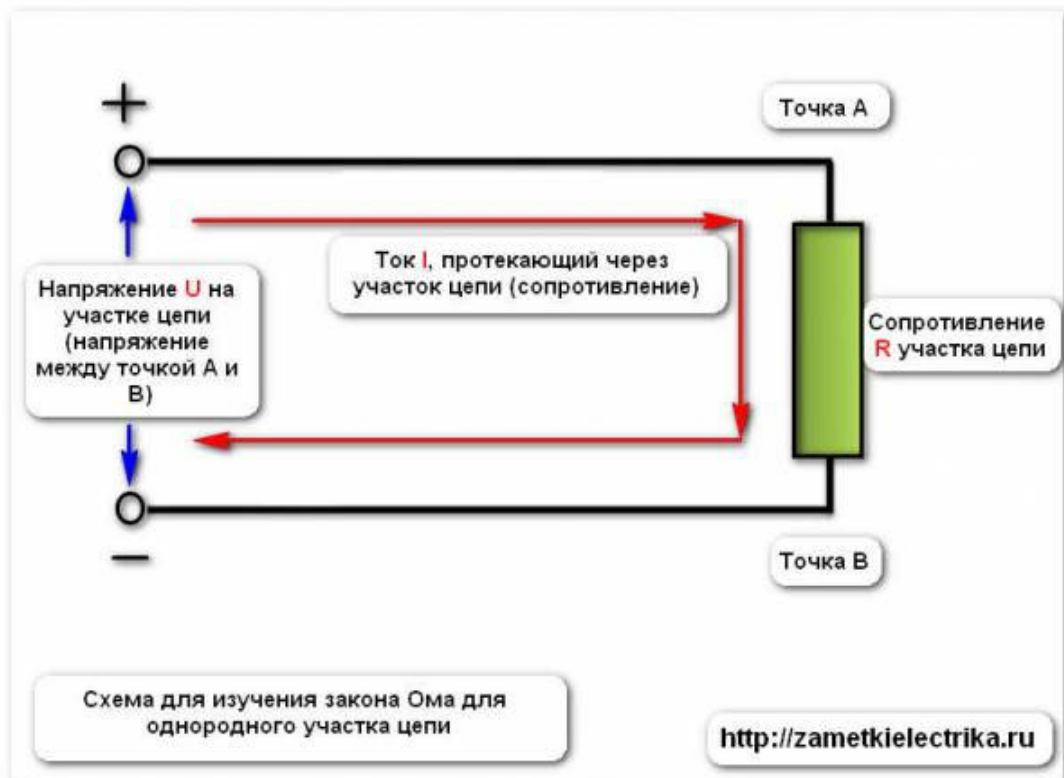 +
Точка А
Напряжение U на
участке цепи
(напряжение
между точкой А и
В)
Ток I, протекающий через
участок цепи (сопротивление)
Сопротивление
R участка цепи
−
Точка В
Схема для изучения закона Ома для
однородного участка цепи
http://zametkielectrika.ru